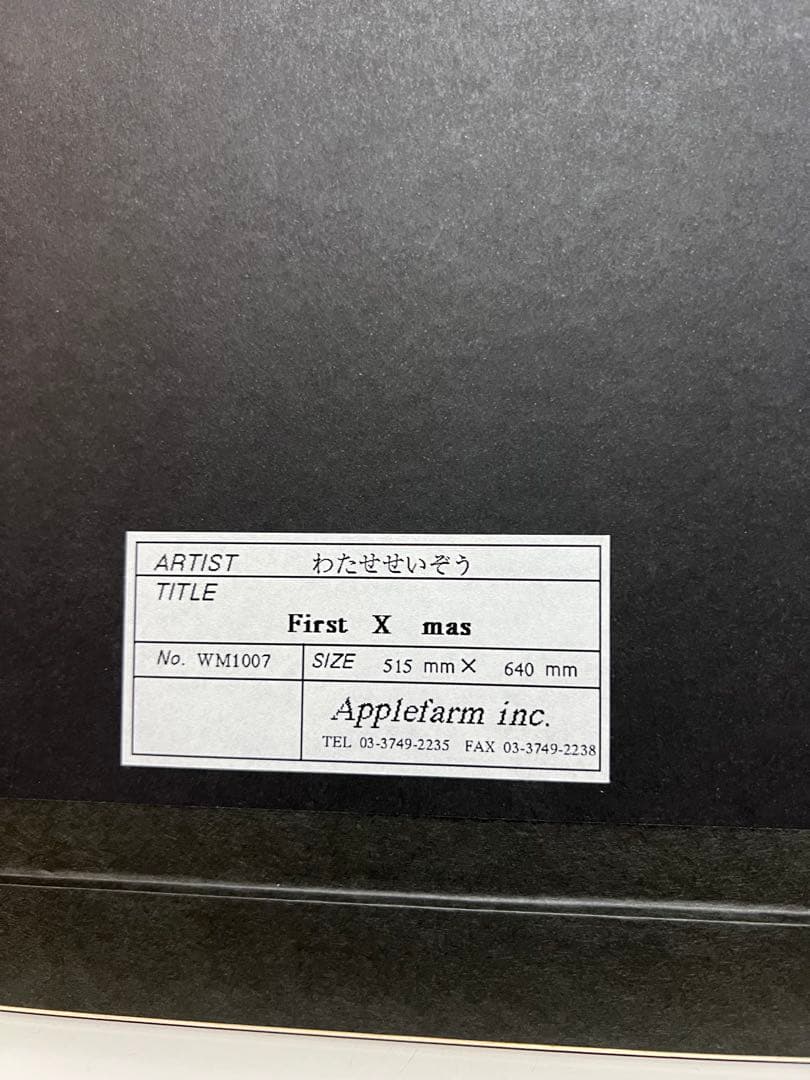 ARTIST わたせせいぞう
TITLE
First X mas
No. WM1007 SIZE 515 mm× 640 mm
Applefarm inc.
TEL 03-3749-2235 FAX 03-3749-2238